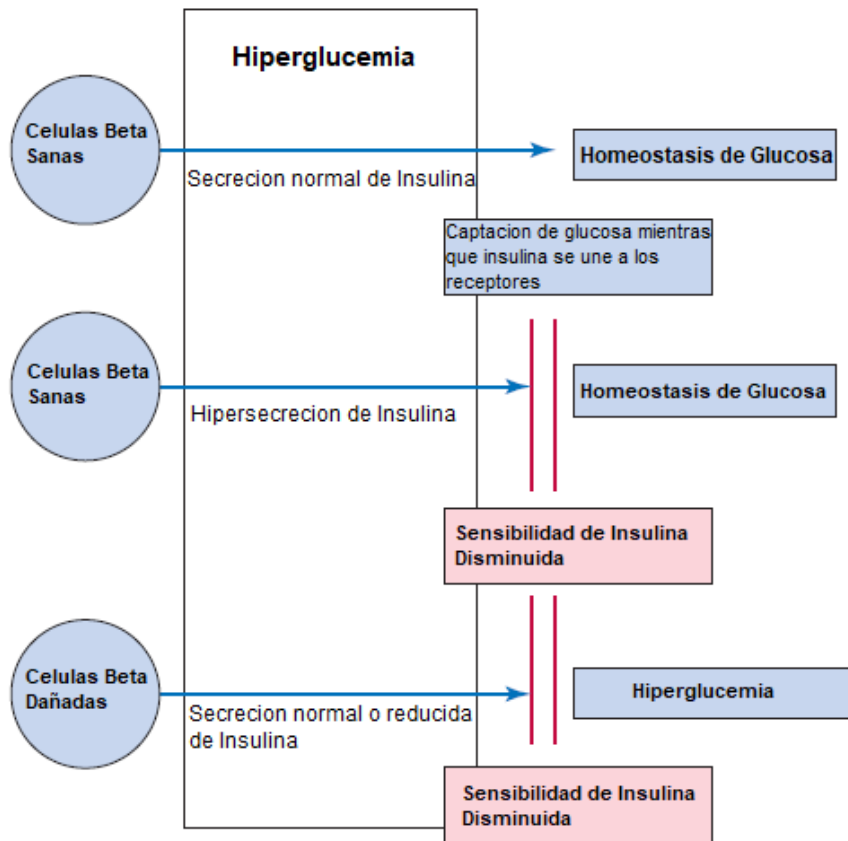 Hiperglucemia
Celulas Beta
Sanas
Secrecion normal de Insulina
Homeostasis de Glucosa
Captacion de glucosa mientras
que insulina se une a los
receptores
Celulas Beta
Sanas
Hipersecrecion de Insulina
Homeostasis de Glucosa
Sensibilidad de Insulina
Disminuida
Celulas Beta
Dañadas
Secrecion normal o reducida
de Insulina
Hiperglucemia
Sensibilidad de Insulina
Disminuida